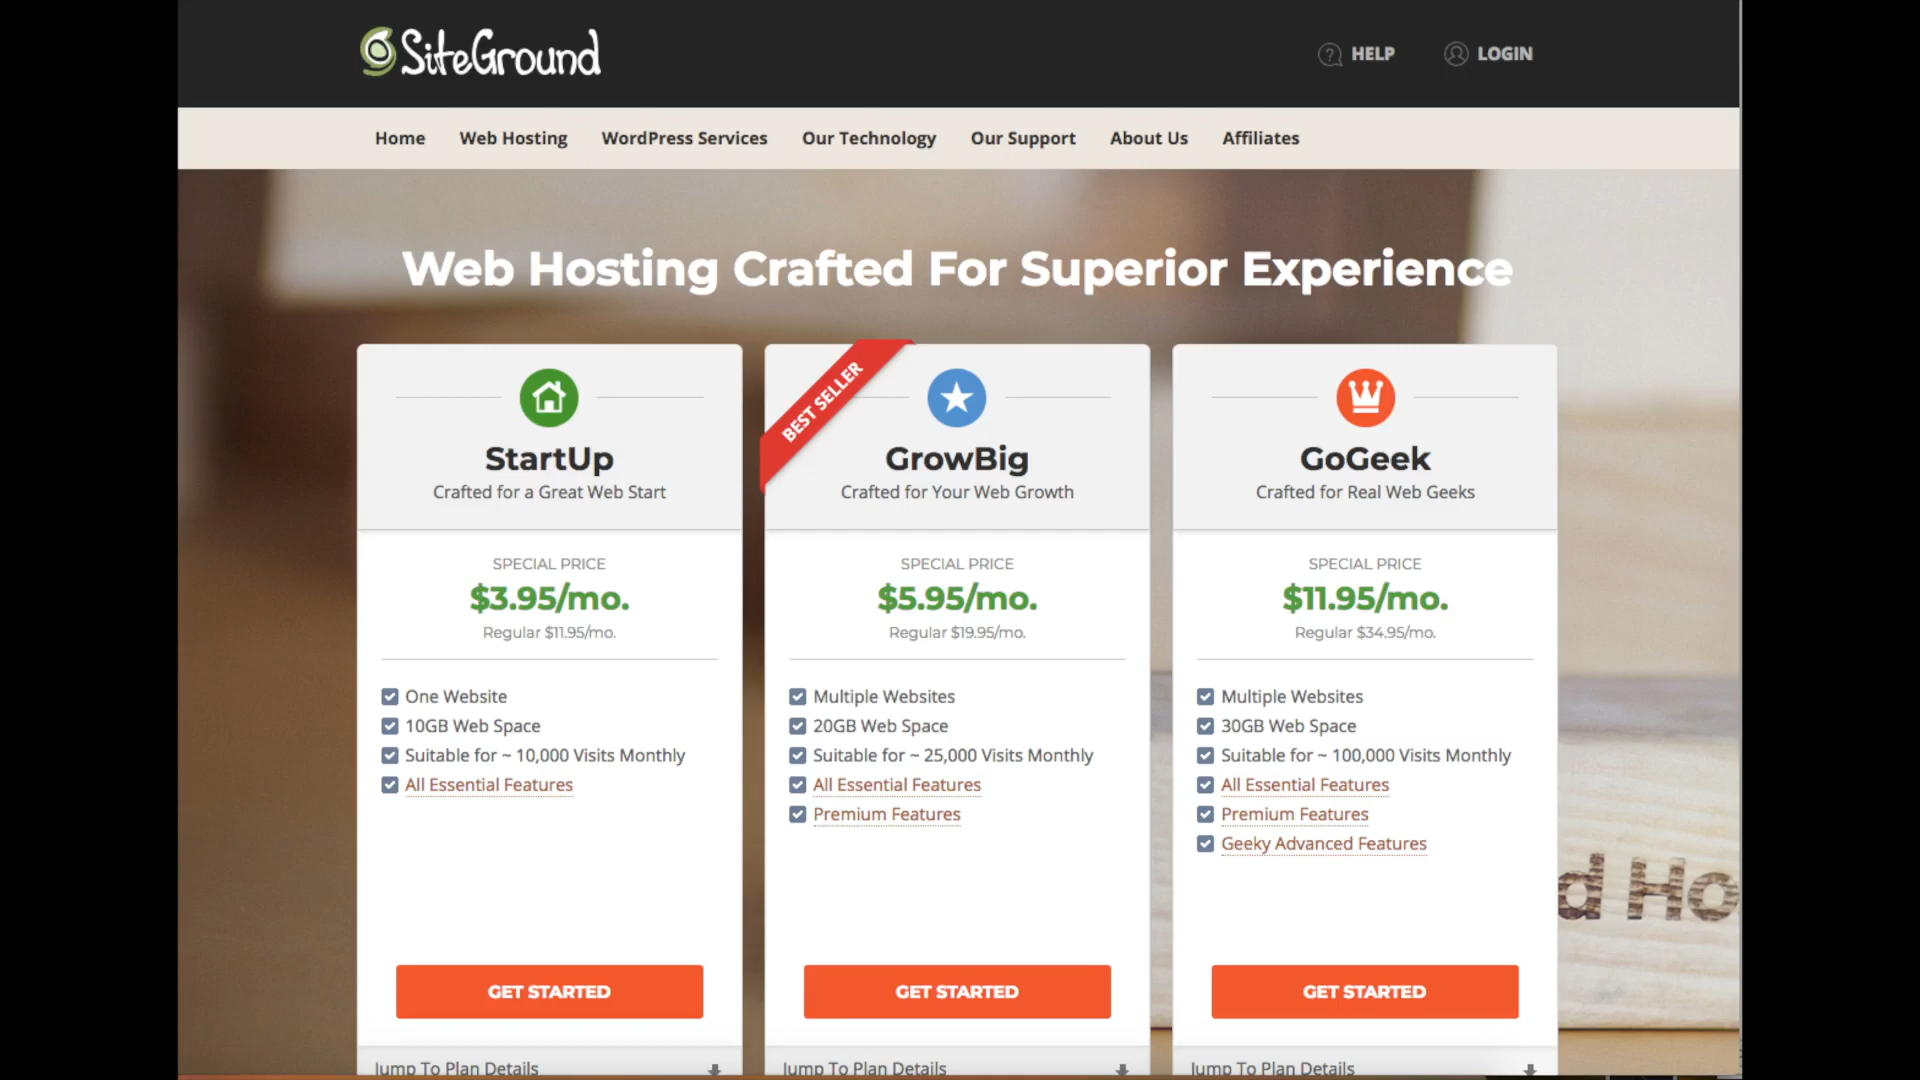 SiteGround
HELP
LOGIN
Home
Web Hosting
WordPress Services
Our Technology
Our Support
About Us
Affiliates
Web Hosting Crafted For Superior Experience
StartUp
Crafted for a Great Web Start
SPECIAL PRICE
$3.95/mo.
Regular $11.95/mo.
One Website
10GB Web Space
Suitable for ~ 10,000 Visits Monthly
All Essential Features
GET STARTED
Jump To Plan Details
BEST SELLER
GrowBig
Crafted for Your Web Growth
SPECIAL PRICE
$5.95/mo.
Regular $19.95/mo.
Multiple Websites
20GB Web Space
Suitable for ~ 25,000 Visits Monthly
All Essential Features
Premium Features
GET STARTED
Jump To Plan Details
GoGeek
Crafted for Real Web Geeks
SPECIAL PRICE
$11.95/mo.
Regular $34.95/mo.
Multiple Websites
30GB Web Space
Suitable for ~ 100,000 Visits Monthly
All Essential Features
Premium Features
Geeky Advanced Features
GET STARTED
Jump To Plan Details
d Ho